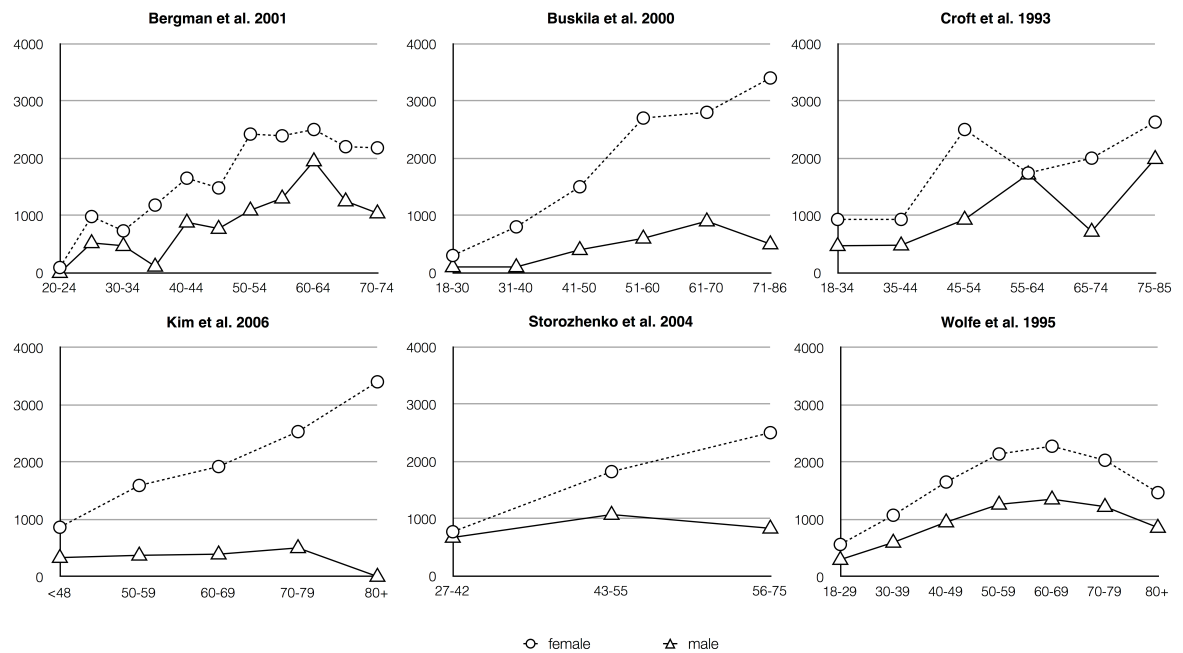 Bergman et al. 2001
4000
3000
2000
1000
0
20-24 30-34 40-44 50-54 60-64 70-74
Buskila et al. 2000
4000
3000
2000
1000
0
18-30 31-40 41-50 51-60 61-70 71-86
Croft et al. 1993
4000
3000
2000
1000
0
18-34 35-44 45-54 55-64 65-74 75-85
Kim et al. 2006
4000
3000
2000
1000
0
<48 50-59 60-69 70-79 80+
Storozhenko et al. 2004
4000
3000
2000
1000
0
27-42 43-55 56-75
Wolfe et al. 1995
4000
3000
2000
1000
0
18-29 30-39 40-49 50-59 60-69 70-79 80+
female male